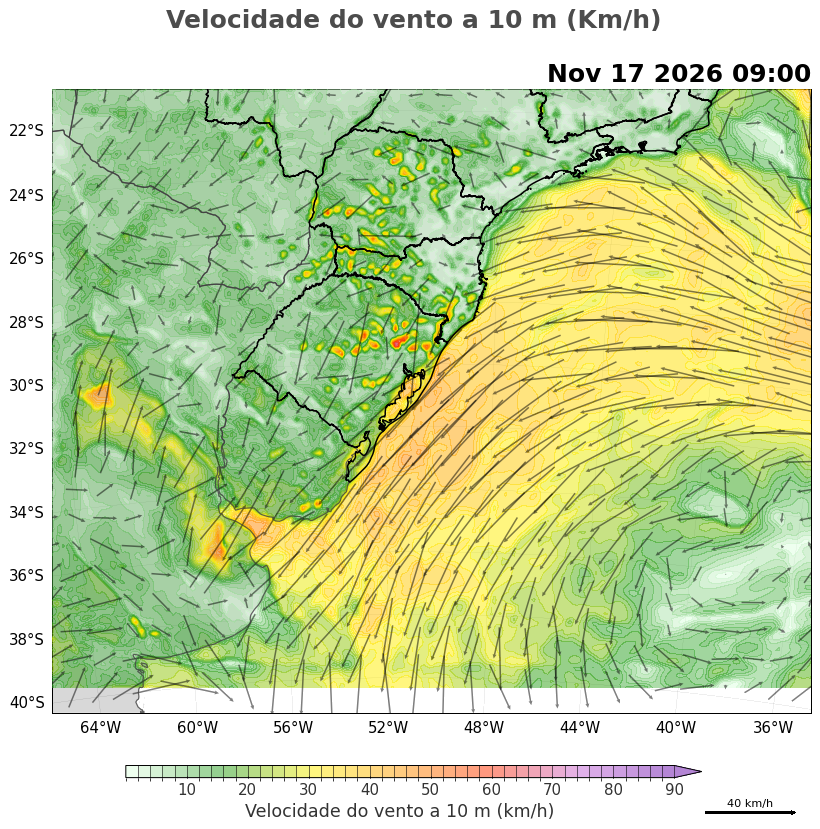 Velocidade do vento a 10 m (Km/h)
Nov 17 2026 09:00
22°S
24°S
26°S
28°S
30°S
32°S
34°S
36°S
38°S
40°S
64°W 60°W 56°W 52°W 48°W 44°W 40°W 36°W
10 20 30 40 50 60 70 80 90
Velocidade do vento a 10 m (km/h)
40 km/h